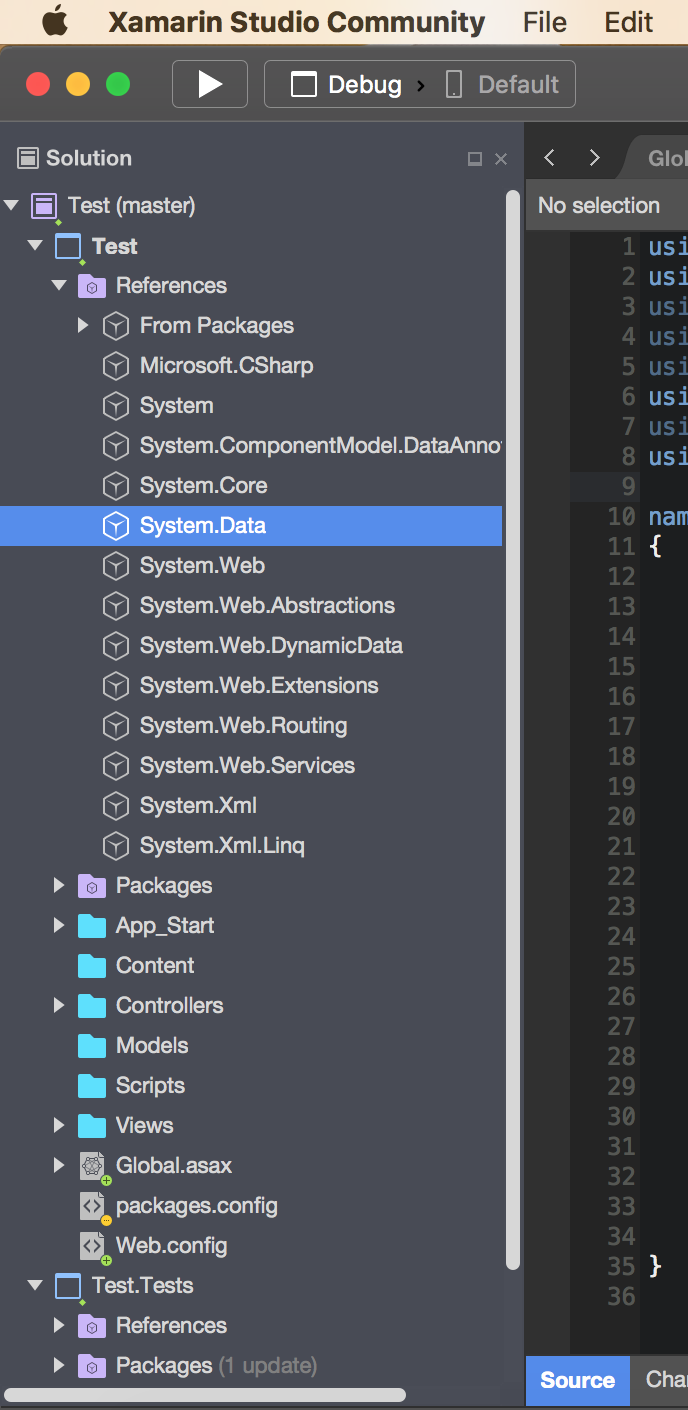 Xamarin Studio Community File Edit
Debug Default
Solution
Test (master)
Test
References
From Packages
Microsoft.CSharp
System
System.ComponentModel.DataAnno
System.Core
System.Data
System.Web
System.Web.Abstractions
System.Web.DynamicData
System.Web.Extensions
System.Web.Routing
System.Web.Services
System.Xml
System.Xml.Linq
Packages
App_Start
Content
Controllers
Models
Scripts
Views
Global.asax
packages.config
Web.config
Test.Tests
References
Packages (1 update)
Glo
No selection
1 usi
2 usi
3 usi
4 usi
5 usi
6 usi
7 usi
8 usi
9
10 nam
11 {
12
13
14
15
16
17
18
19
20
21
22
23
24
25
26
27
28
29
30
31
32
33
34
35 }
36
Source Cha